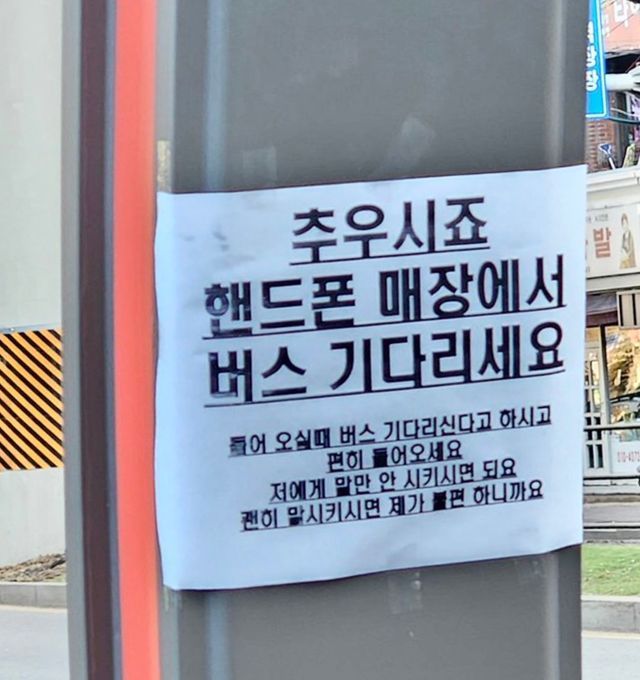 추우시죠
핸드폰 매장에서
버스 기다리세요
들어 오실때 버스 기다리신다고 하시고
편히 들어오세요
저에게 말만 안 시키시면 되요
괜히 말시키시면 제가 불편 하니까요
발